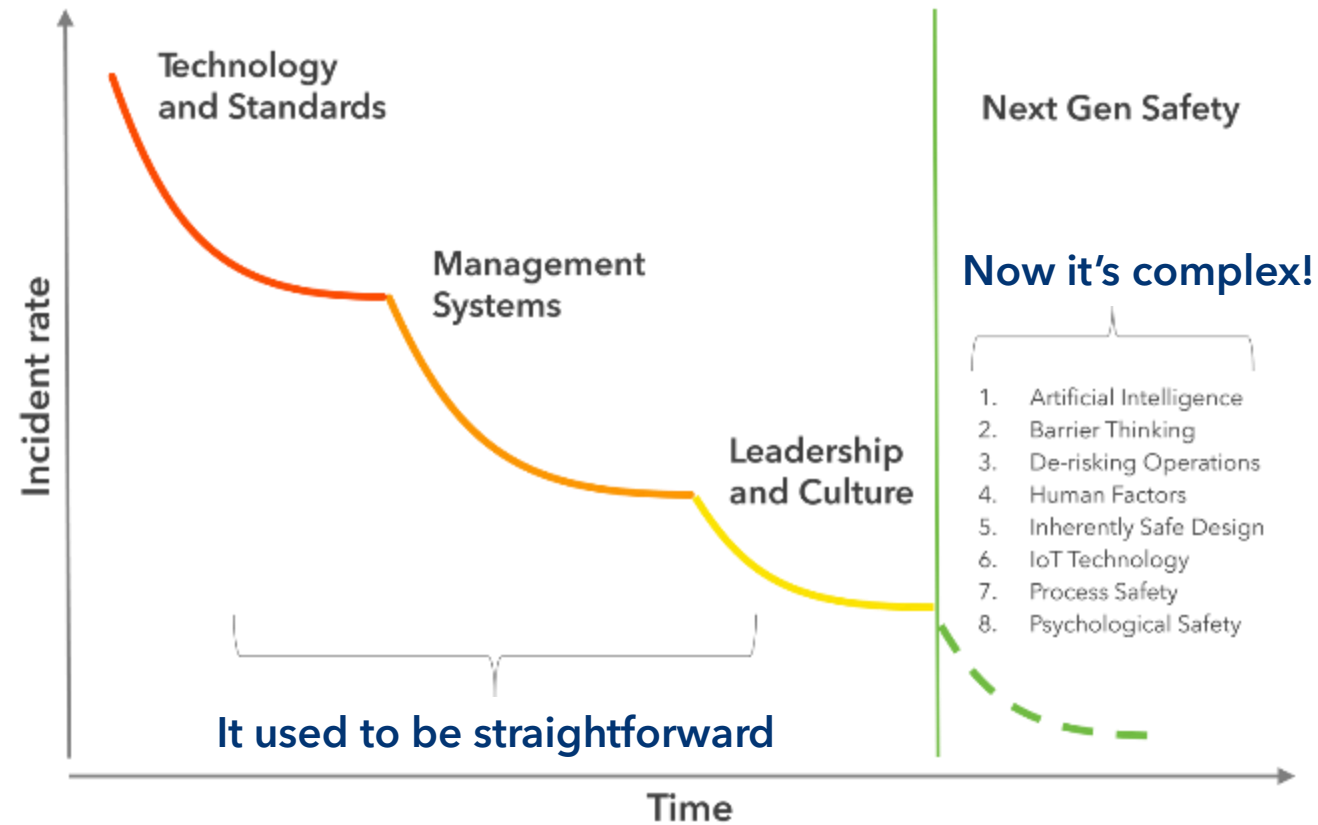 Technology
and Standards
Next Gen Safety
Management
Systems
Now it's complex!
Incident rate
1. Artificial Intelligence
2. Barrier Thinking
3. De-risking Operations
4. Human Factors
5. Inherently Safe Design
6. IoT Technology
7. Process Safety
8. Psychological Safety
Leadership
and Culture
It used to be straightforward
Time